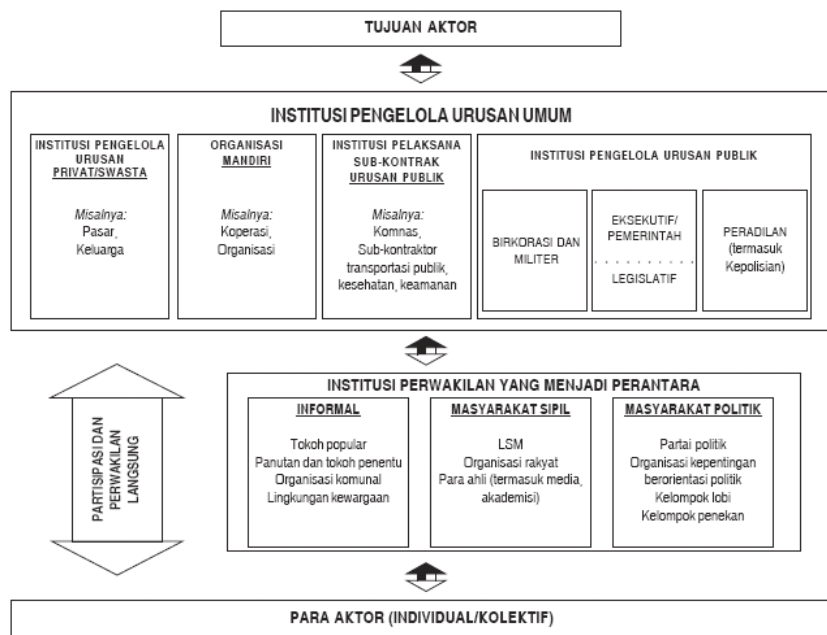 TUJUAN AKTOR
INSTITUSI PENGELOLA URUSAN UMUM
INSTITUSI PENGELOLA
URUSAN
PRIVAT/SWASTA
Misalnya:
Pasar,
Keluarga
ORGANISASI
MANDIRI
Misalnya:
Koperasi,
Organisasi
INSTITUSI PELAKSANA
SUB-KONTRAK
URUSAN PUBLIK
Misalnya:
Komnas,
Sub-kontraktor
transportasi publik,
kesehatan, keamanan
INSTITUSI PENGELOLA URUSAN PUBLIK
BIRKORASI DAN
MILITER
EKSEKUTIF/
PEMERINTAH
. . . . . . . . . .
LEGISLATIF
PERADILAN
(termasuk
Kepolisian)
PARTISIPASI DAN
PERWAKILAN
LANGSUNG
INSTITUSI PERWAKILAN YANG MENJADI PERANTARA
INFORMAL
Tokoh popular
Panutan dan tokoh penentu
Organisasi komunal
Lingkungan kewargaan
MASYARAKAT SIPIL
LSM
Organisasi rakyat
Para ahli (termasuk media,
akademisi)
MASYARAKAT POLITIK
Partai politik
Organisasi kepentingan
berorientasi politik
Kelompok lobi
Kelompok penekan
PARA AKTOR (INDIVIDUAL/KOLEKTIF)